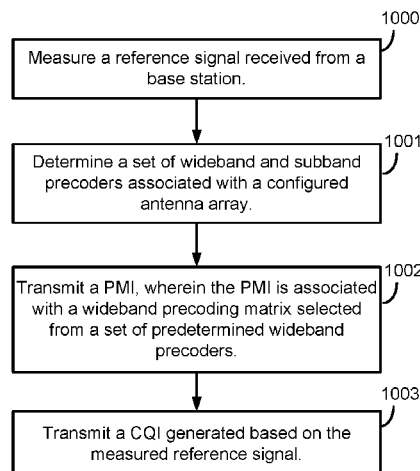 1000
Measure a reference signal received from a
base station.
1001
Determine a set of wideband and subband
precoders associated with a configured
antenna array.
1002
Transmit a PMI, wherein the PMI is associated
with a wideband precoding matrix selected
from a set of predetermined wideband
precoders.
1003
Transmit a CQI generated based on the
measured reference signal.